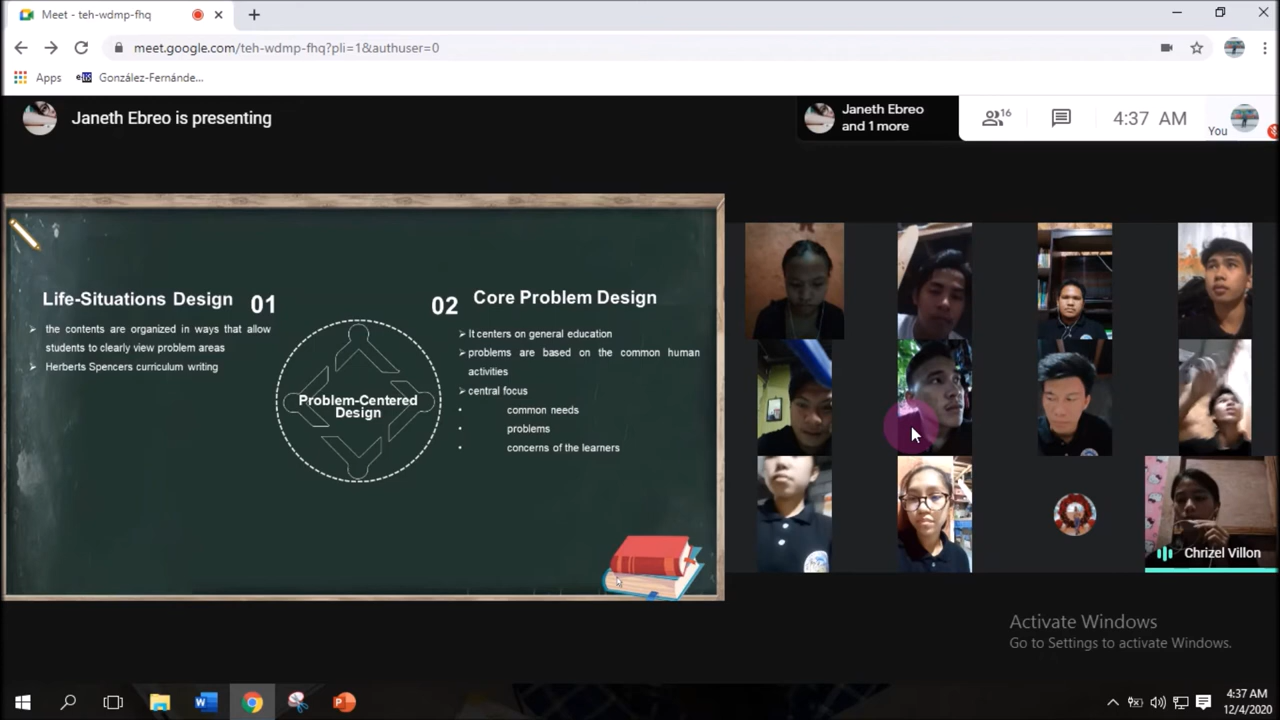 Meet - teh-wdmp-fhq
meet.google.com/teh-wdmp-fhq?pli=1&authuser=0
Apps
González-Fernánde...
Janeth Ebreo is presenting
Janeth Ebreo
and 1 more
16
4:37 AM
You
Life-Situations Design 01
the contents are organized in ways that allow
students to clearly view problem areas
Herberts Spencers curriculum writing
Problem-Centered
Design
02 Core Problem Design
It centers on general education
problems are based on the common human
activities
central focus
common needs
problems
concerns of the learners
Chrizel Villon
Activate Windows
Go to Settings to activate Windows.
4:37 AM
12/4/2020